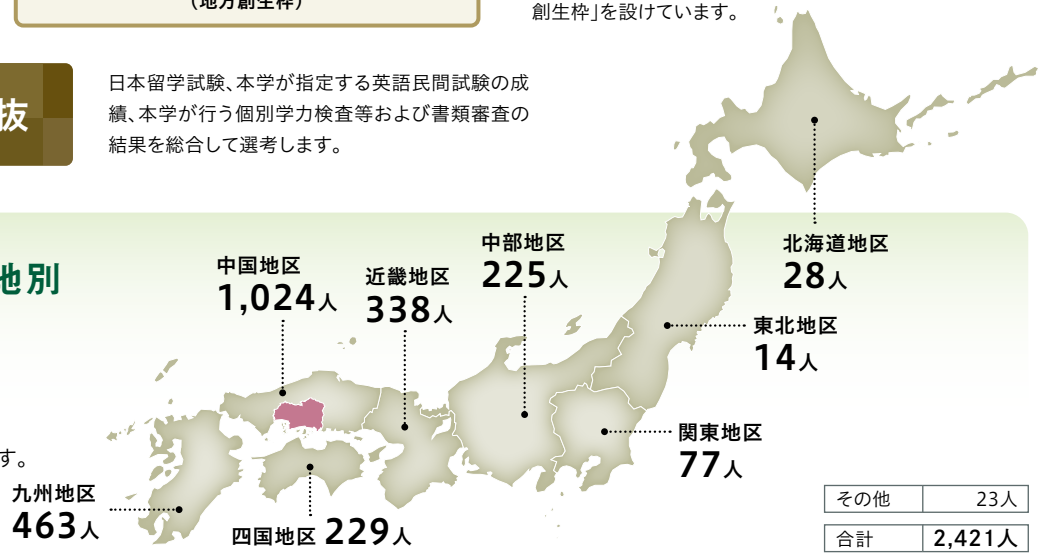 (地方創生枠)
創生枠」を設けています。
抜
日本留学試験、本学が指定する英語民間試験の成
績、本学が行う個別学力検査等および書類審査の
結果を総合して選考します。
地別
中国地区
1,024人
近畿地区
338人
中部地区
225人
北海道地区
28人
東北地区
14人
関東地区
77人
す。
九州地区
463人
四国地区 229人
その他 23人
合計 2,421人